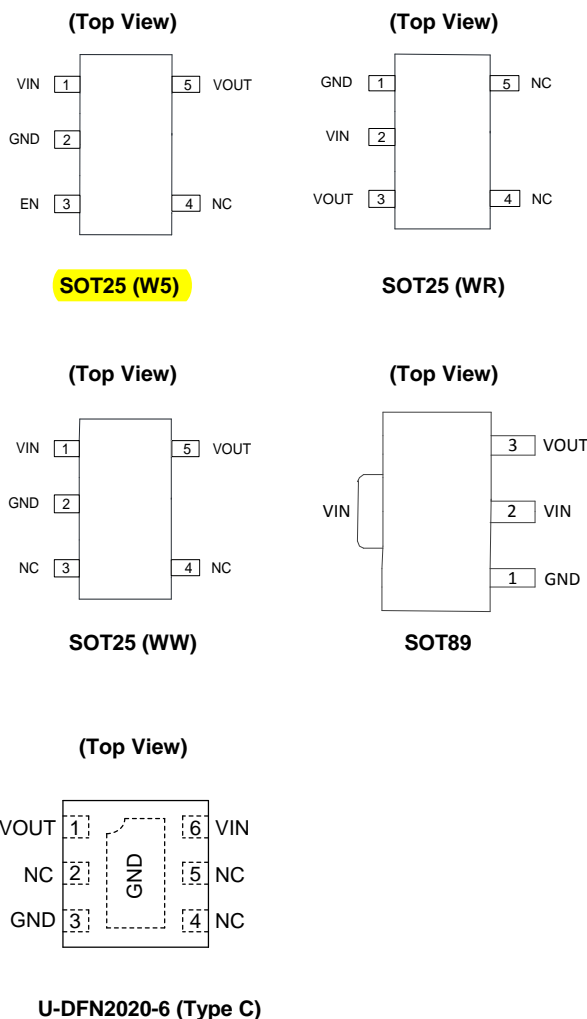 (Top View)
VIN 1 5 VOUT
GND 2
EN 3 4 NC
SOT25 (W5)
(Top View)
GND 1 5 NC
VIN 2
VOUT 3 4 NC
SOT25 (WR)
(Top View)
VIN 1 5 VOUT
GND 2
NC 3 4 NC
SOT25 (WW)
(Top View)
3 VOUT
VIN 2 VIN
1 GND
SOT89
(Top View)
VOUT 1 6 VIN
NC 2 GND 5 NC
GND 3 4 NC
U-DFN2020-6 (Type C)